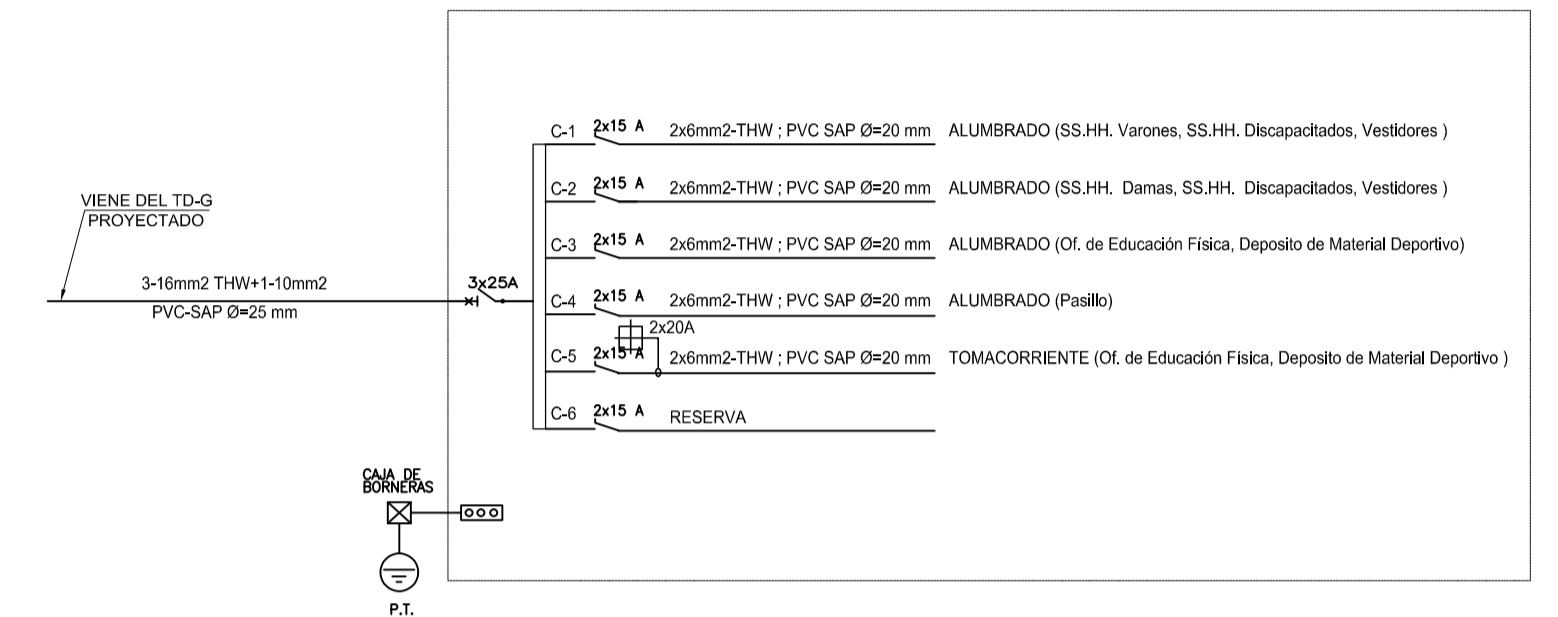 VIENE DEL TD-G
PROYECTADO
3-16mm2 THW+1-10mm2
PVC-SAP Ø=25 mm
3x25A
C-1 2x15 A 2x6mm2-THW ; PVC SAP Ø=20 mm ALUMBRADO (SS.HH. Varones, SS.HH. Discapacitados, Vestidores )
C-2 2x15 A 2x6mm2-THW ; PVC SAP Ø=20 mm ALUMBRADO (SS.HH. Damas, SS.HH. Discapacitados, Vestidores )
C-3 2x15 A 2x6mm2-THW ; PVC SAP Ø=20 mm ALUMBRADO (Of. de Educación Física, Deposito de Material Deportivo)
C-4 2x15 A 2x6mm2-THW ; PVC SAP Ø=20 mm ALUMBRADO (Pasillo)
2x20A
C-5 2x15 A 2x6mm2-THW ; PVC SAP Ø=20 mm TOMACORRIENTE (Of. de Educación Física, Deposito de Material Deportivo )
C-6 2x15 A RESERVA
CAJA DE
BORNERAS
P.T.